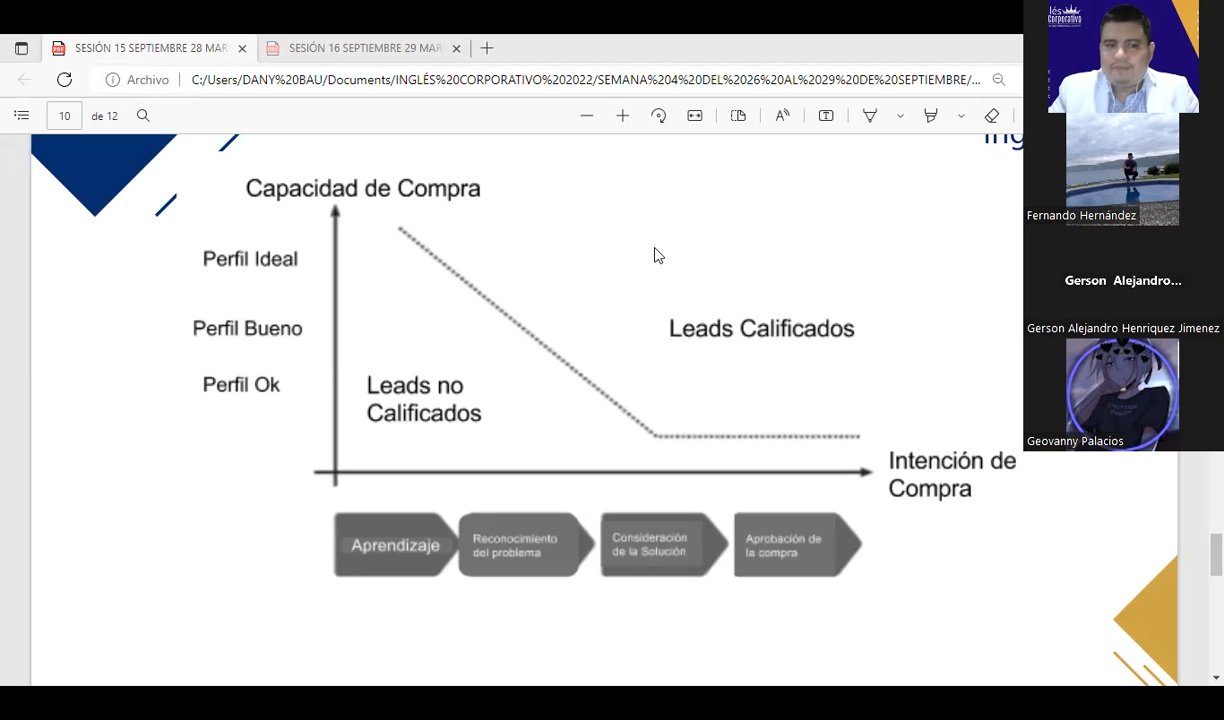 SESIÓN 15 SEPTIEMBRE 28 MAR
SESIÓN 16 SEPTIEMBRE 29 MAR
Archivo
C:/Users/DANY%20BAU/Documents/INGLÉS%20CORPORATIVO%202022/SEMANA%204%20DEL%2026%20AL%2029%20DE%20SEPTIEMBRE/...
10
de 12
Capacidad de Compra
Perfil Ideal
Perfil Bueno
Perfil Ok
Leads no
Calificados
Leads Calificados
Intención de
Compra
Aprendizaje
Reconocimiento
del problema
Consideración
de la Solución
Aprobación de
la compra
lés
Corporativo
Fernando Hernández
Gerson Alejandro...
Gerson Alejandro Henriquez Jimenez
Geovanny Palacios